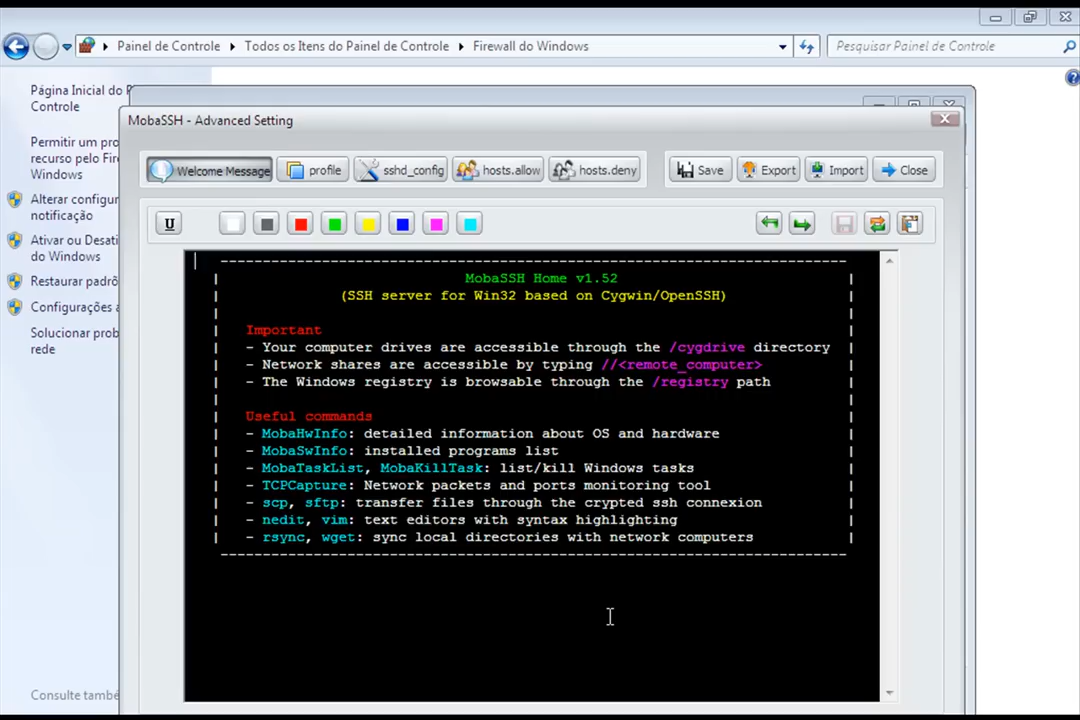 Painel de Controle
Todos os Itens do Painel de Controle
Firewall do Windows
Pesquisar Painel de Controle
Página Inicial do P
Controle
Permitir um pro
recurso pelo Fire
Windows
Alterar configur
notificação
Ativar ou Desati
do Windows
Restaurar padrõ
Configurações a
Solucionar prob
rede
Consulte també
MobaSSH - Advanced Setting
Welcome Message
profile
sshd_config
hosts.allow
hosts.deny
Save
Export
Import
Close
U
MobaSSH Home v1.52
(SSH server for Win32 based on Cygwin/OpenSSH)
Important
- Your computer drives are accessible through the /cygdrive directory
- Network shares are accessible by typing //<remote_computer>
- The Windows registry is browsable through the /registry path
Useful commands
- MobaHwInfo: detailed information about OS and hardware
- MobaSwInfo: installed programs list
- MobaTaskList, MobaKillTask: list/kill Windows tasks
- TCPCapture: Network packets and ports monitoring tool
- scp, sftp: transfer files through the crypted ssh connexion
- nedit, vim: text editors with syntax highlighting
- rsync, wget: sync local directories with network computers